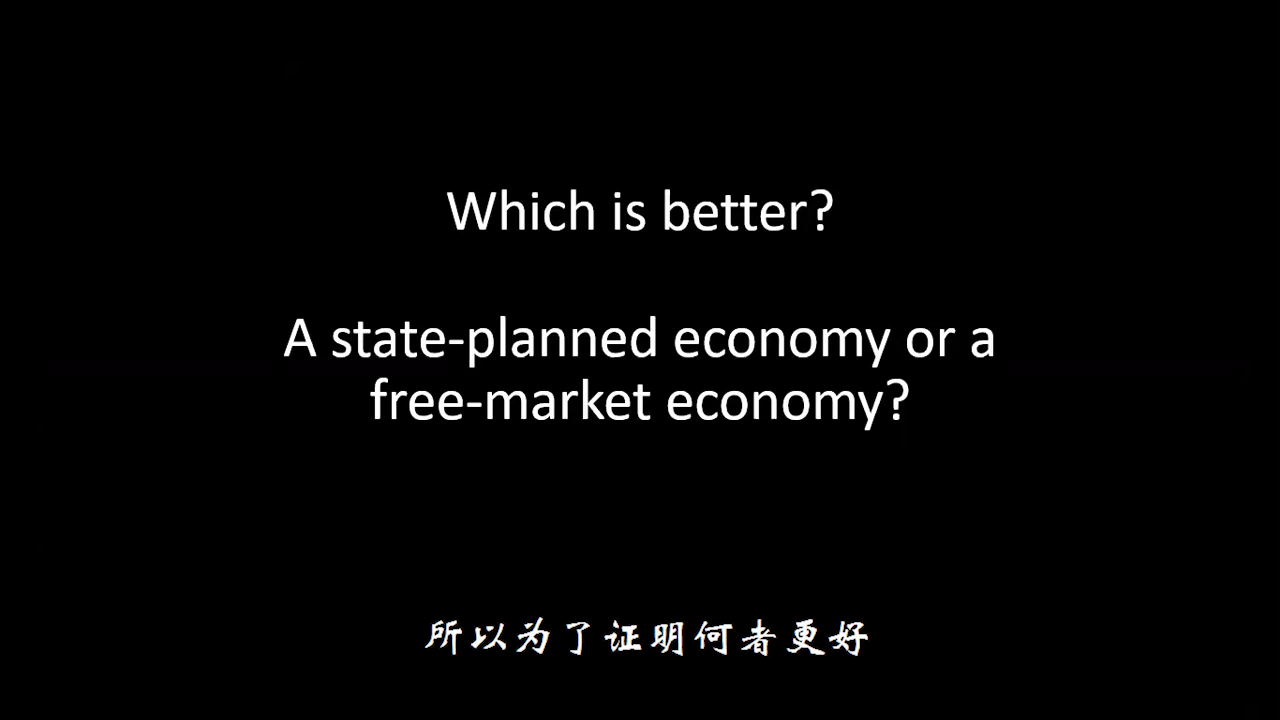 Which is better?
A state-planned economy or a
free-market economy?
所以为了证明何者更好